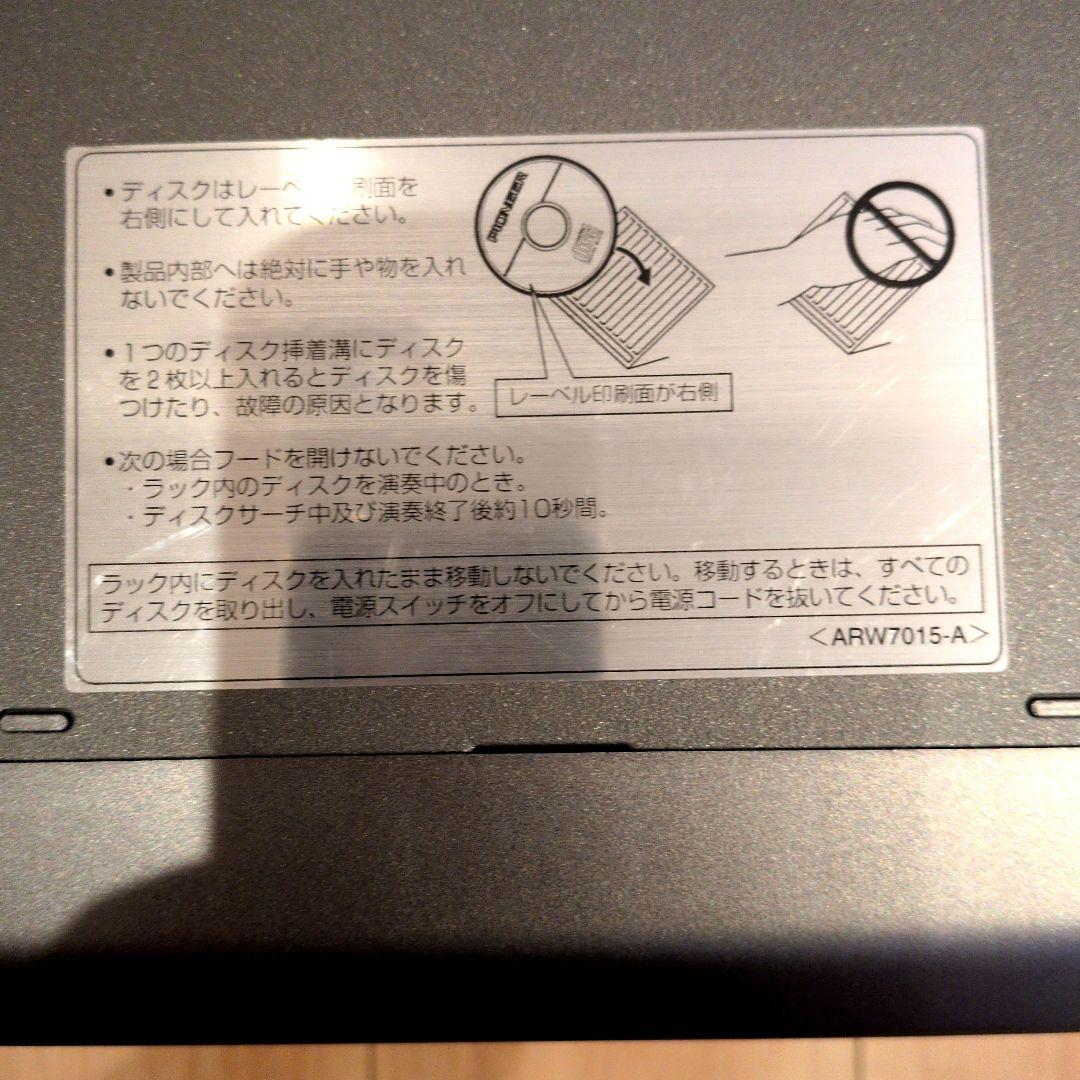 • ディスクはレーベ 刷面を
右側にして入れてください。
• 製品内部へは絶対に手や物を入れ
ないでください。
• 1つのディスク挿着溝にディスク
を2枚以上入れるとディスクを傷
つけたり、故障の原因となります。
• 次の場合フードを開けないでください。
・ラック内のディスクを演奏中のとき。
・ディスクサーチ中及び演奏終了後約10秒間。
PIONEER
レーベル印刷面が右側
ラック内にディスクを入れたまま移動しないでください。移動するときは、すべての
ディスクを取り出し、電源スイッチをオフにしてから電源コードを抜いてください。
<ARW7015-A>